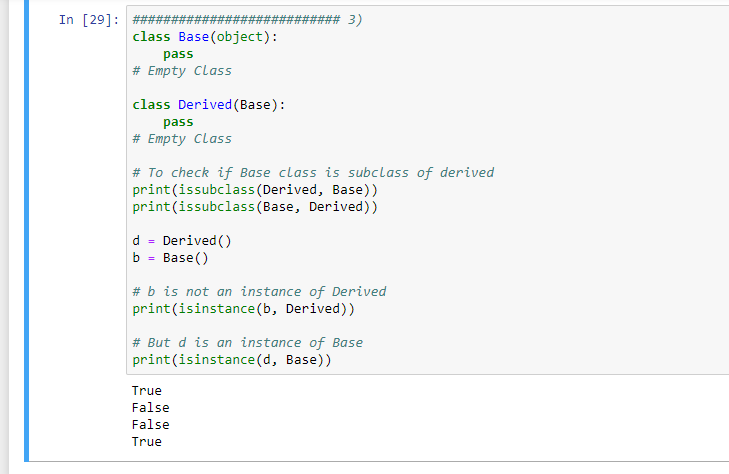 In [29]: ########################### 3)
class Base(object):
    pass
# Empty Class

class Derived(Base):
    pass
# Empty Class

# To check if Base class is subclass of derived
print(issubclass(Derived, Base))
print(issubclass(Base, Derived))

d = Derived()
b = Base()

# b is not an instance of Derived
print(isinstance(b, Derived))

# But d is an instance of Base
print(isinstance(d, Base))
True
False
False
True